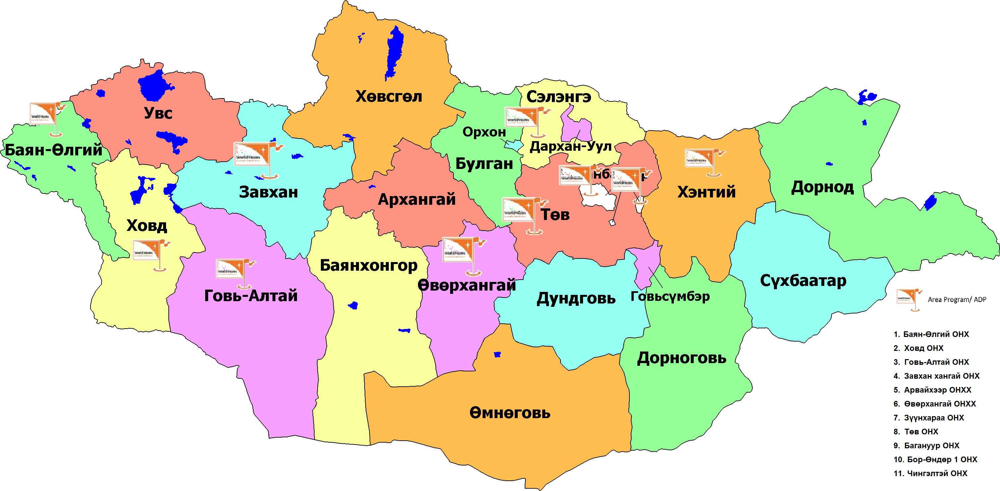 Хөвсгөл
Сэлэнгэ
Увс
Орхон
Дархан-Уул
Баян-Өлгий
Булган
Завхан
Архангай
Төв
Хэнтий
Дорнод
Ховд
Баянхонгор
Өвөрхангай
Говь-Алтай
Дундговь
Говьсүмбэр
Сүхбаатар
Дорноговь
Өмнөговь
World Vision
Area Program/ ADP
1. Баян-Өлгий ОНХ
2. Ховд ОНХ
3. Говь-Алтай ОНХ
4. Завхан хангай ОНХ
5. Арвайхээр ОНХХ
6. Өвөрхангай ОНХХ
7. Зүүнхараа ОНХ
8. Төв ОНХ
9. Багануур ОНХ
10. Бор-Өндөр 1 ОНХ
11. Чингэлтэй ОНХ